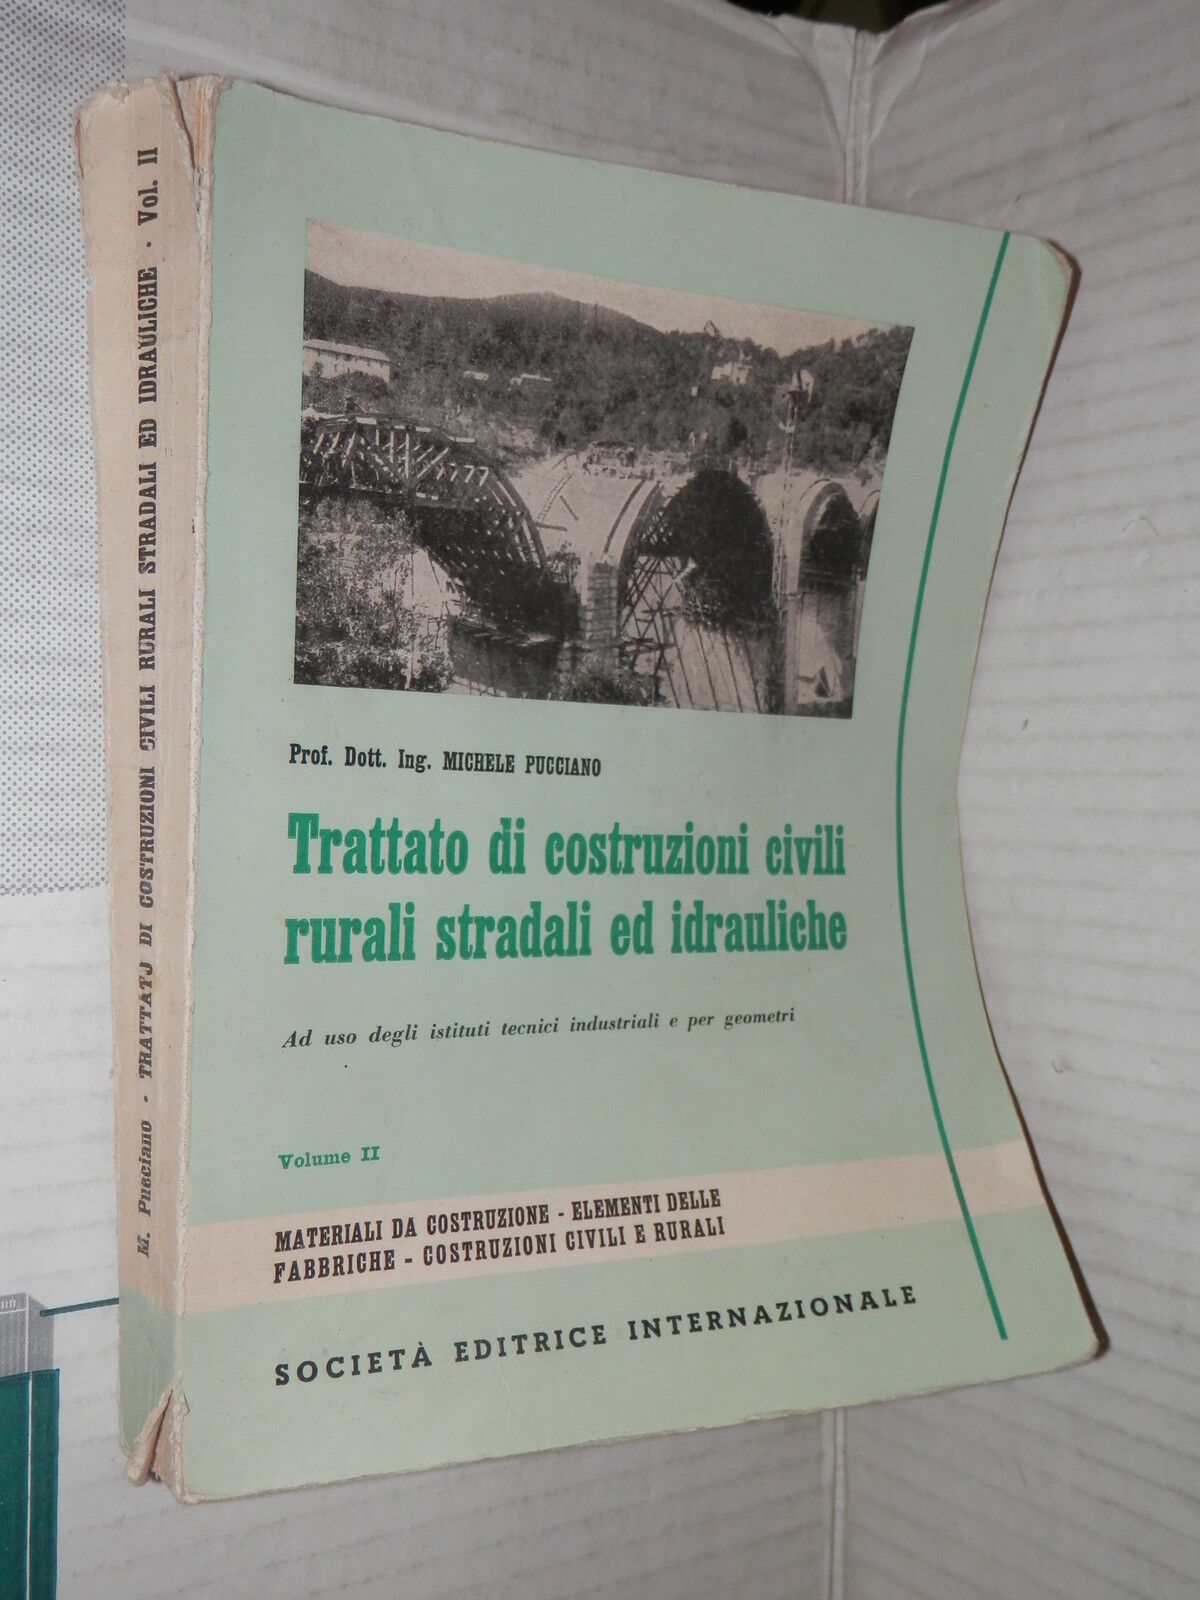 M. Pucciano · TRATTATO DI COSTRUZIONI CIVILI RURALI STRADALI ED IDRAULICHE · Vol. II
Prof. Dott. Ing. MICHELE PUCCIANO
Trattato di costruzioni civili
rurali stradali ed idrauliche
Ad uso degli istituti tecnici industriali e per geometri
Volume II
MATERIALI DA COSTRUZIONE - ELEMENTI DELLE
FABBRICHE - COSTRUZIONI CIVILI E RURALI
SOCIETÀ EDITRICE INTERNAZIONALE